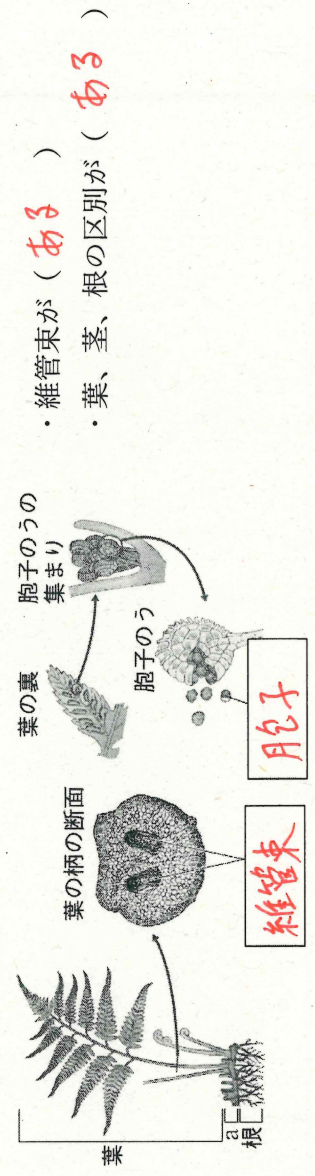 葉
a
根
葉の柄の断面
維管束
葉の裏
胞子のうの
集まり
胞子のう
胞子
・維管束が（ ある ）
・葉、茎、根の区別が（ ある ）